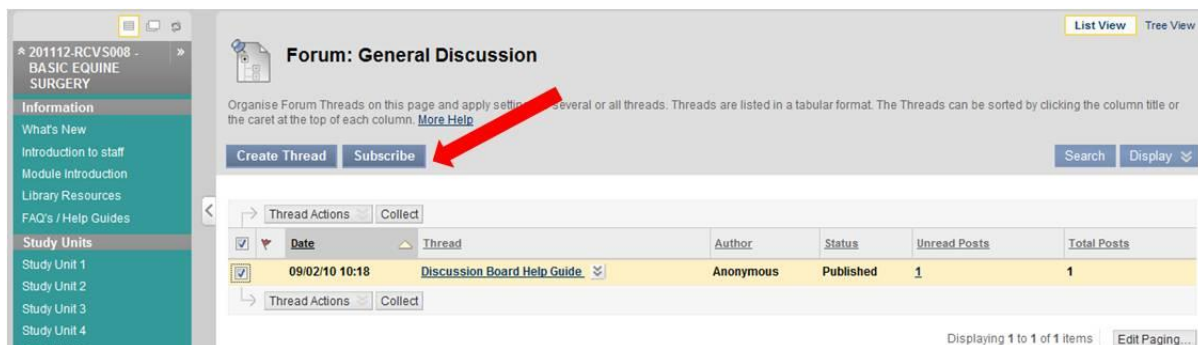 201112-RCVS008 -
BASIC EQUINE
SURGERY
Information
What's New
Introduction to staff
Module Introduction
Library Resources
FAQ's / Help Guides
Study Units
Study Unit 1
Study Unit 2
Study Unit 3
Study Unit 4
List View Tree View
Forum: General Discussion
Organise Forum Threads on this page and apply several or all threads. Threads are listed in a tabular format. The Threads can be sorted by clicking the column title or
the caret at the top of each column. More Help
Create Thread Subscribe
Search Display
Thread Actions Collect
Date Thread Author Status Unread Posts Total Posts
09/02/10 10:18 Discussion Board Help Guide Anonymous Published 1 1
Thread Actions Collect
Displaying 1 to 1 of 1 items Edit Paging...